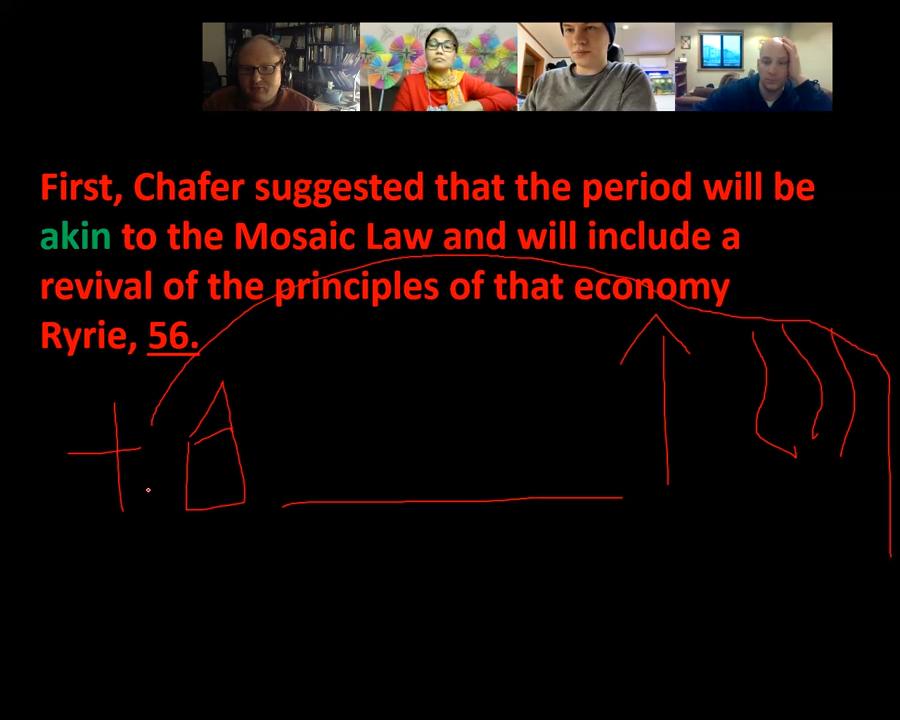 First, Chafer suggested that the period will be
akin to the Mosaic Law and will include a
revival of the principles of that economy
Ryrie, 56.